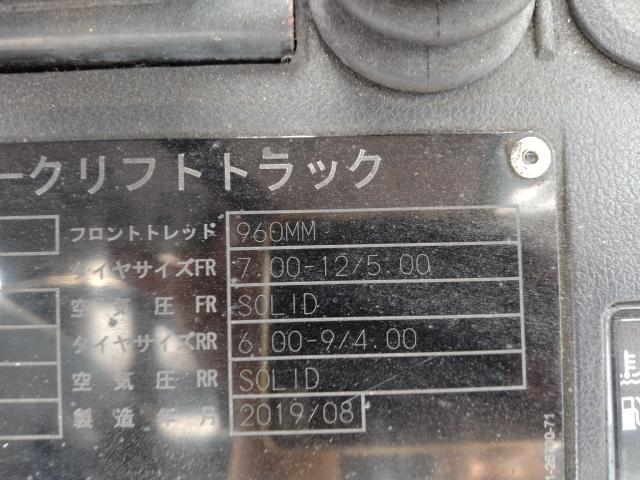 ークリフトトラック
フロントトレッド 960MM
タイヤサイズFR 7.00-12/5.00
空気圧 FR SOLID
タイヤサイズRR 6.00-9/4.00
空気圧 RR SOLID
製造年月 2019/08